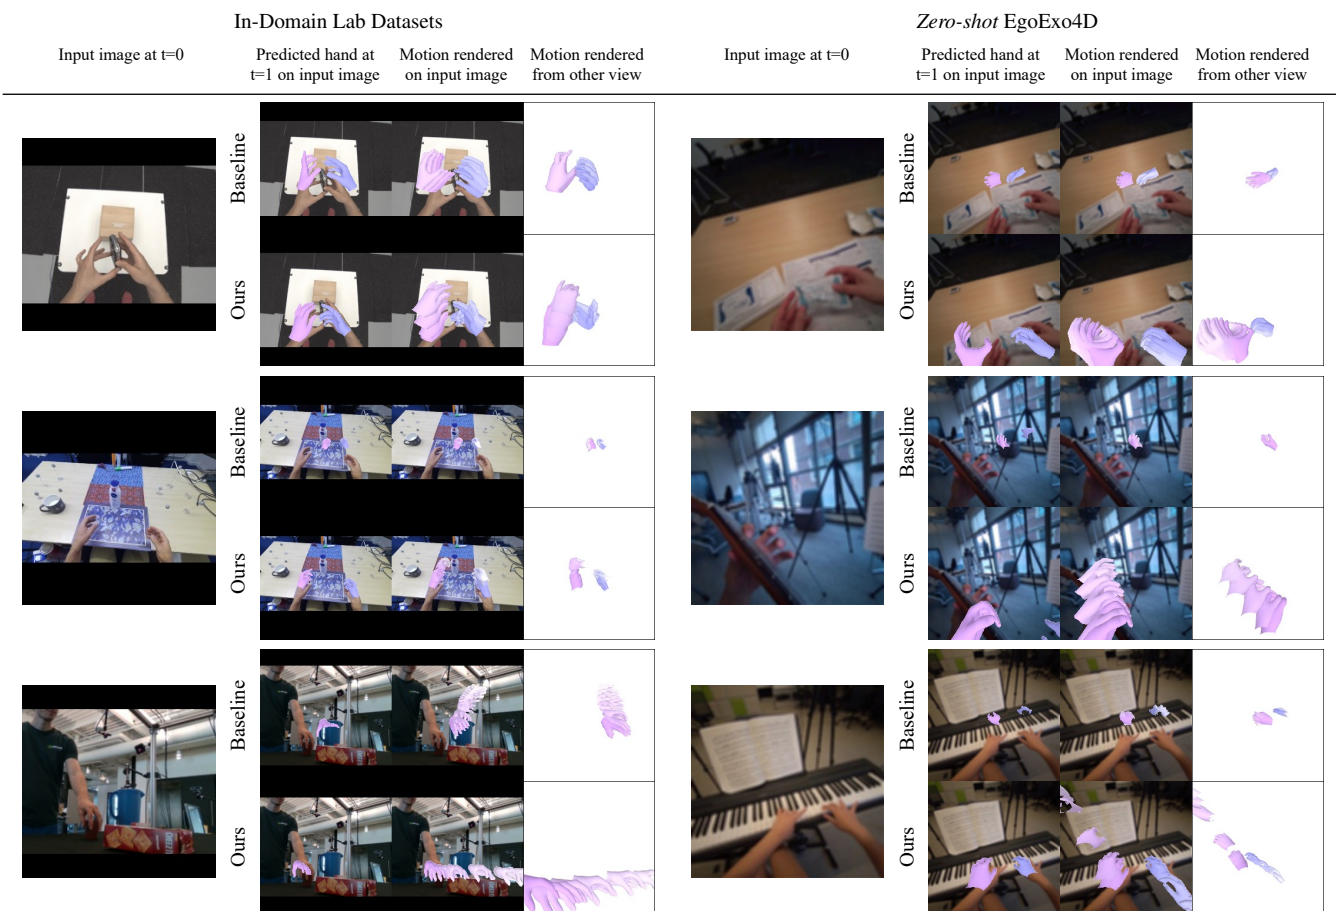 In-Domain Lab Datasets
Zero-shot EgoExo4D
Input image at t=0
Predicted hand at
t=1 on input image
Motion rendered
on input image
Motion rendered
from other view
Input image at t=0
Predicted hand at
t=1 on input image
Motion rendered
on input image
Motion rendered
from other view
Baseline
Ours
Baseline
Ours
Baseline
Ours
Baseline
Ours
Baseline
Ours
Baseline
Ours